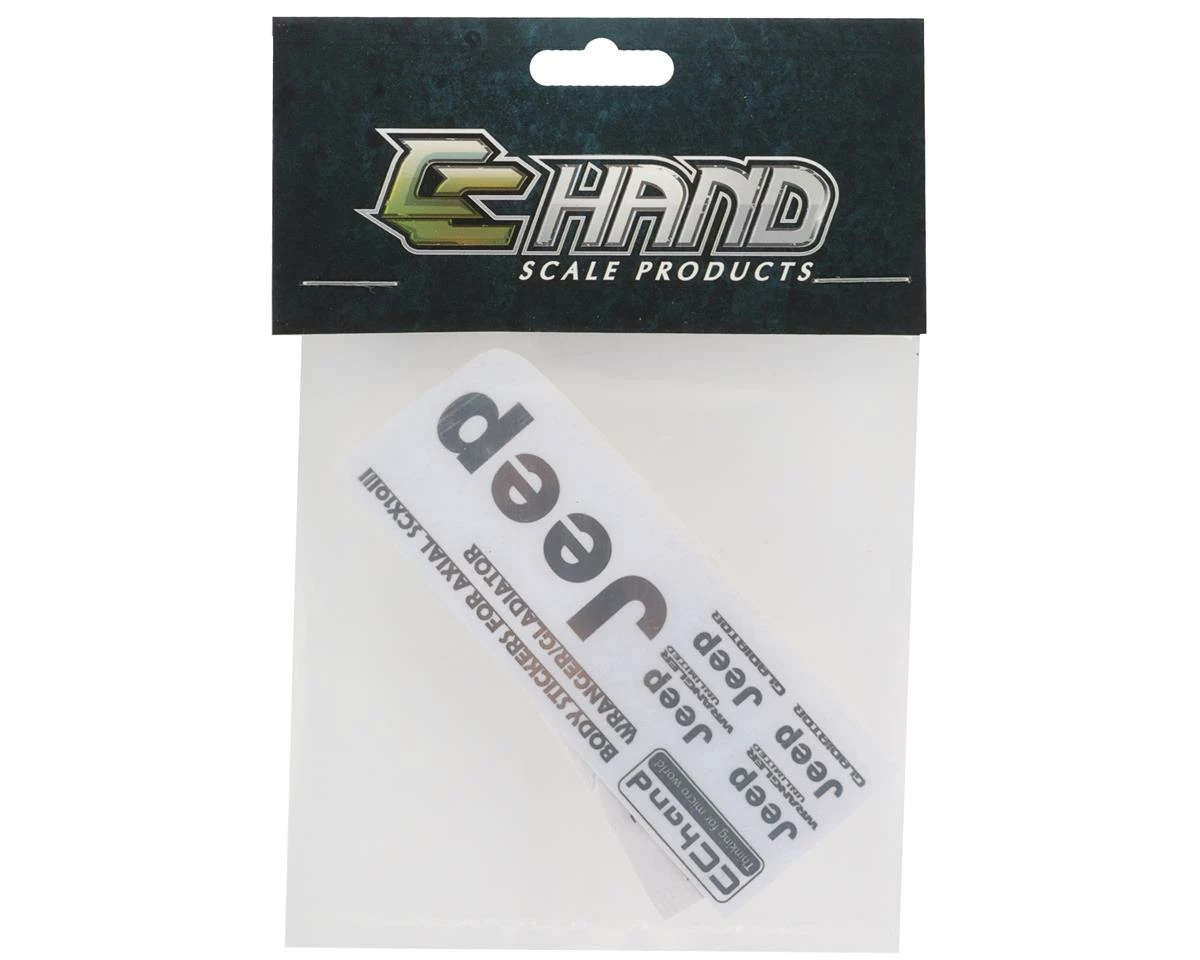 CCHAND
SCALE PRODUCTS
Jeep
BODY STICKERS FOR AXIAL SCX10III
WRANGER/GLADIATOR
Jeep
WRANGLER
UNLIMITED
Jeep
GLADIATOR
Jeep
WRANGLER
UNLIMITED
Jeep
GLADIATOR
CChand
Thinking for micro world